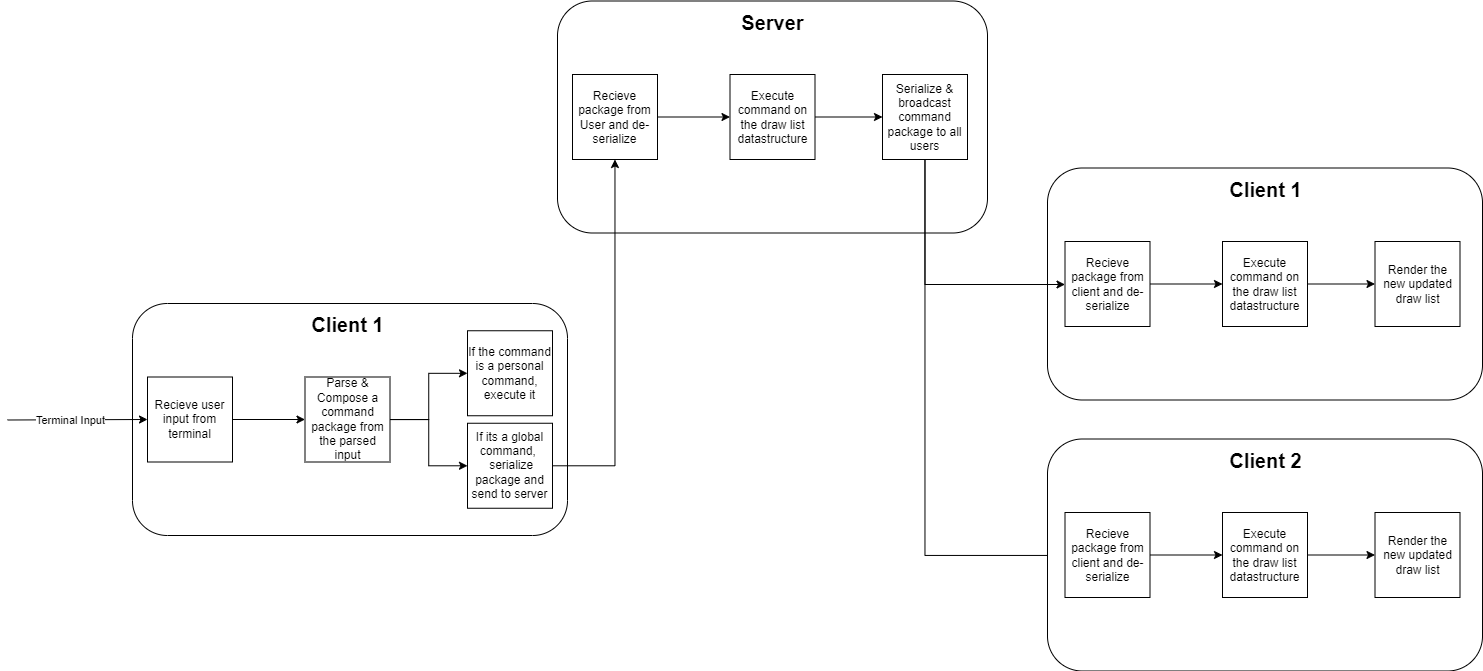 Server
Recieve
package from
User and de-
serialize
Execute
command on
the draw list
datastructure
Serialize &
broadcast
command
package to all
users
Client 1
Recieve
package from
client and de-
serialize
Execute
command on
the draw list
datastructure
Render the
new updated
draw list
Client 1
Terminal Input
Recieve user
input from
terminal
Parse &
Compose a
command
package from
the parsed
input
If the command
is a personal
command,
execute it
If its a global
command,
serialize
package and
send to server
Client 2
Recieve
package from
client and de-
serialize
Execute
command on
the draw list
datastructure
Render the
new updated
draw list